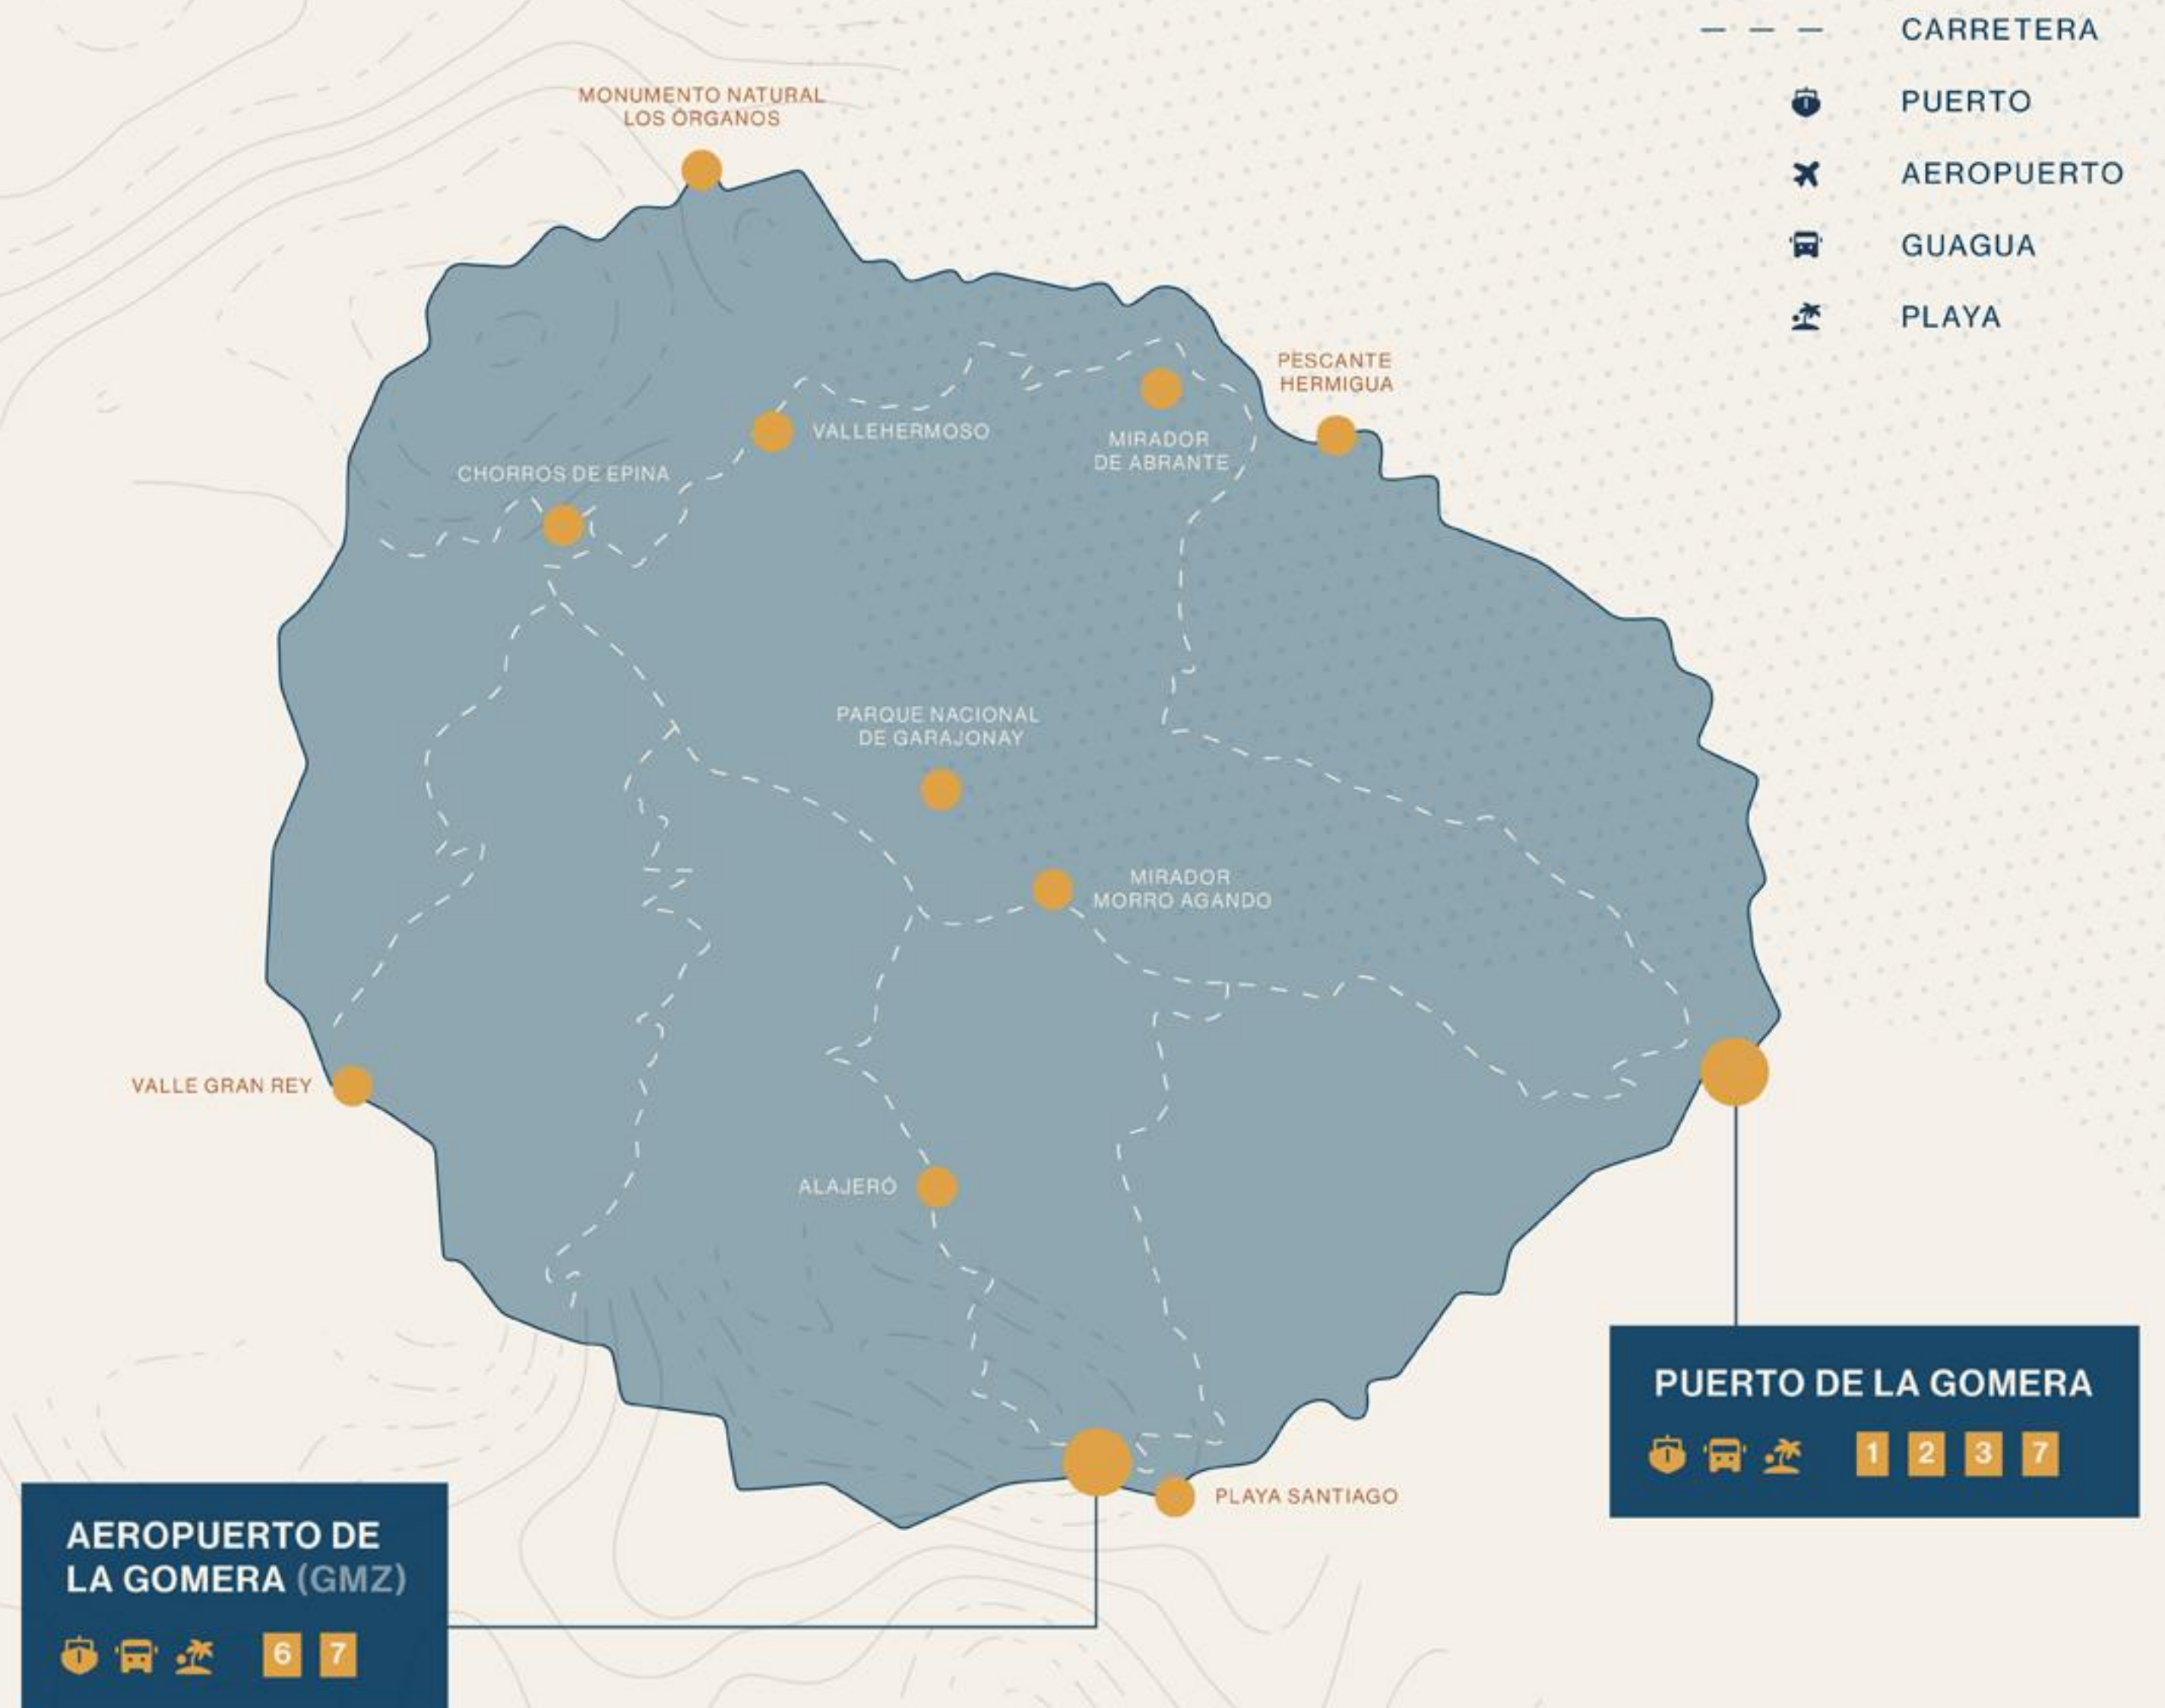 CARRETERA
PUERTO
AEROPUERTO
GUAGUA
PLAYA
MONUMENTO NATURAL
LOS ÓRGANOS
PESCANTE
HERMIGUA
VALLEHERMOSO
MIRADOR
DE ABRANTE
CHORROS DE EPINA
PARQUE NACIONAL
DE GARAJONAY
MIRADOR
MORRO AGANDO
VALLE GRAN REY
ALAJERÓ
PLAYA SANTIAGO
PUERTO DE LA GOMERA
1 2 3 7
AEROPUERTO DE
LA GOMERA (GMZ)
6 7